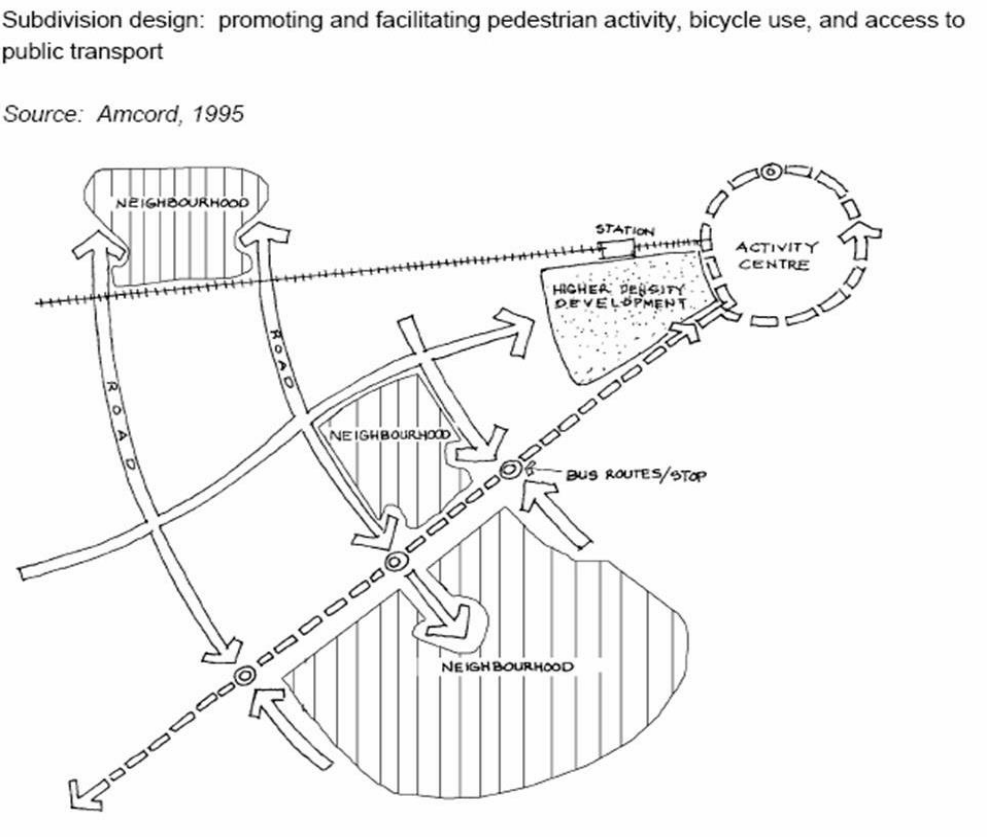 Subdivision design:  promoting and facilitating pedestrian activity, bicycle use, and access to
public transport
Source:  Amcord, 1995
NEIGHBOURHOOD
STATION
ACTIVITY
CENTRE
HIGHER DENSITY
DEVELOPMENT
ROAD
ROAD
NEIGHBOURHOOD
BUS ROUTES/STOP
NEIGHBOURHOOD